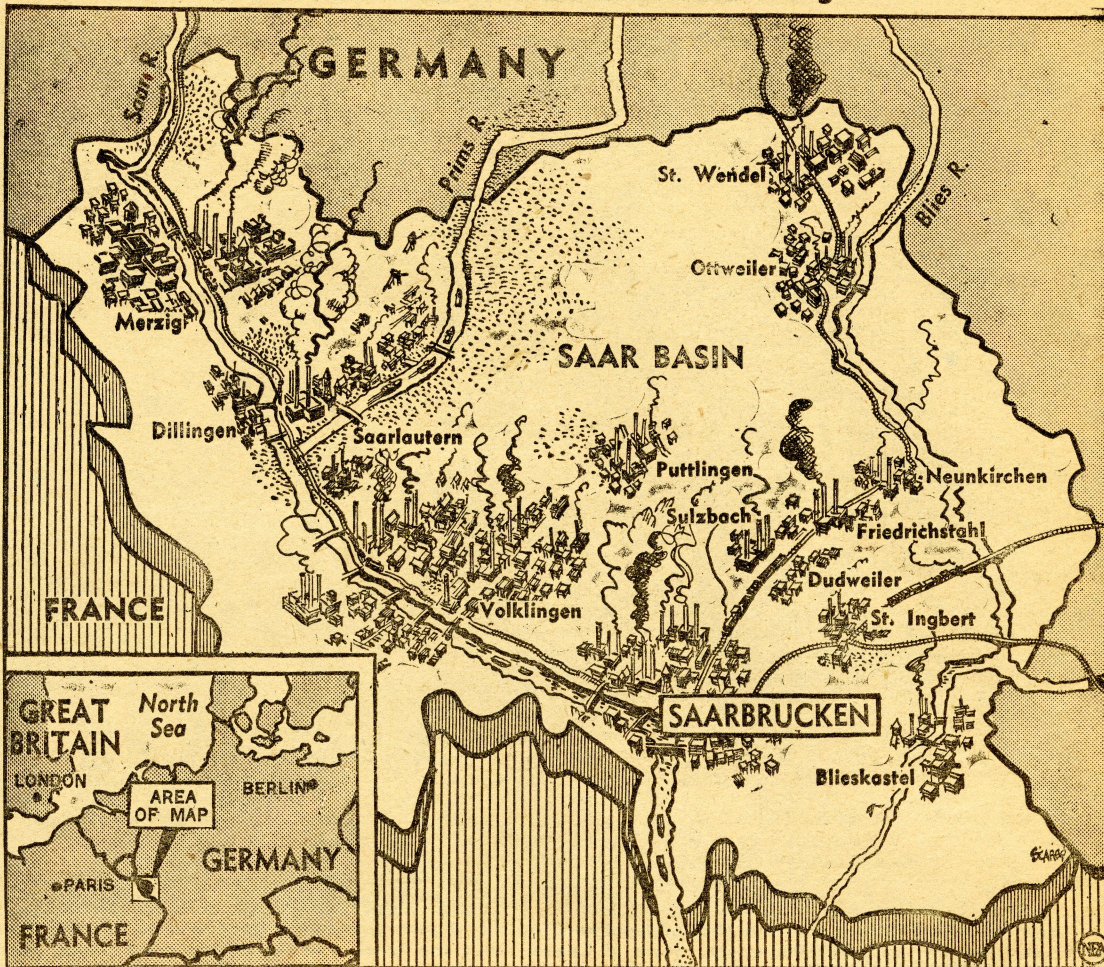 GERMANY
Saar R.
Prims R.
St. Wendel
Blies R.
Ottweiler
Merzig
SAAR BASIN
Dillingen
Saarlautern
Puttlingen
Neunkirchen
Sulzbach
Friedrichstahl
Dudweiler
FRANCE
Volklingen
St. Ingbert
SAARBRUCKEN
Blieskastel
GREAT
BRITAIN
North
Sea
LONDON
BERLIN
AREA
OF MAP
GERMANY
PARIS
FRANCE
NEA